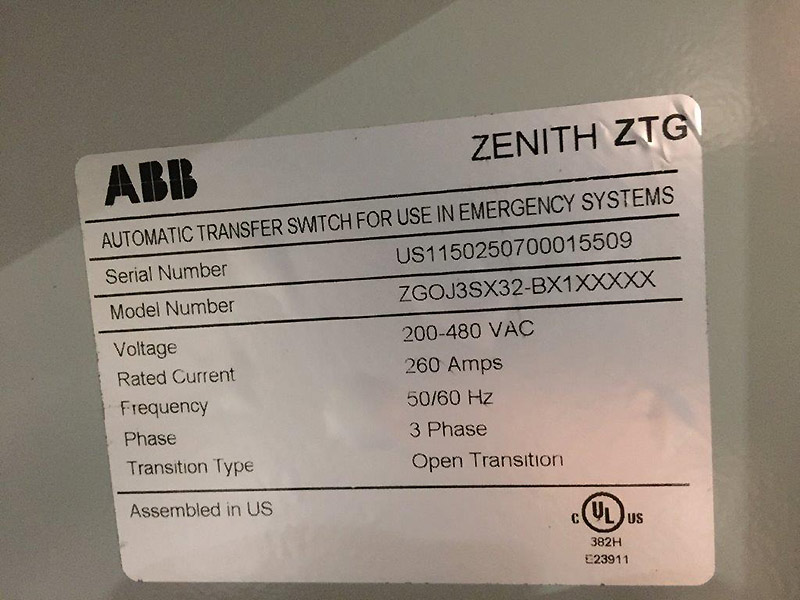 ABB ZENITH ZTG
AUTOMATIC TRANSFER SWITCH FOR USE IN EMERGENCY SYSTEMS
Serial Number US1150250700015509
Model Number ZGOJ3SX32-BX1XXXXX
Voltage 200-480 VAC
Rated Current 260 Amps
Frequency 50/60 Hz
Phase 3 Phase
Transition Type Open Transition
Assembled in US
C UL US
382H
E23911